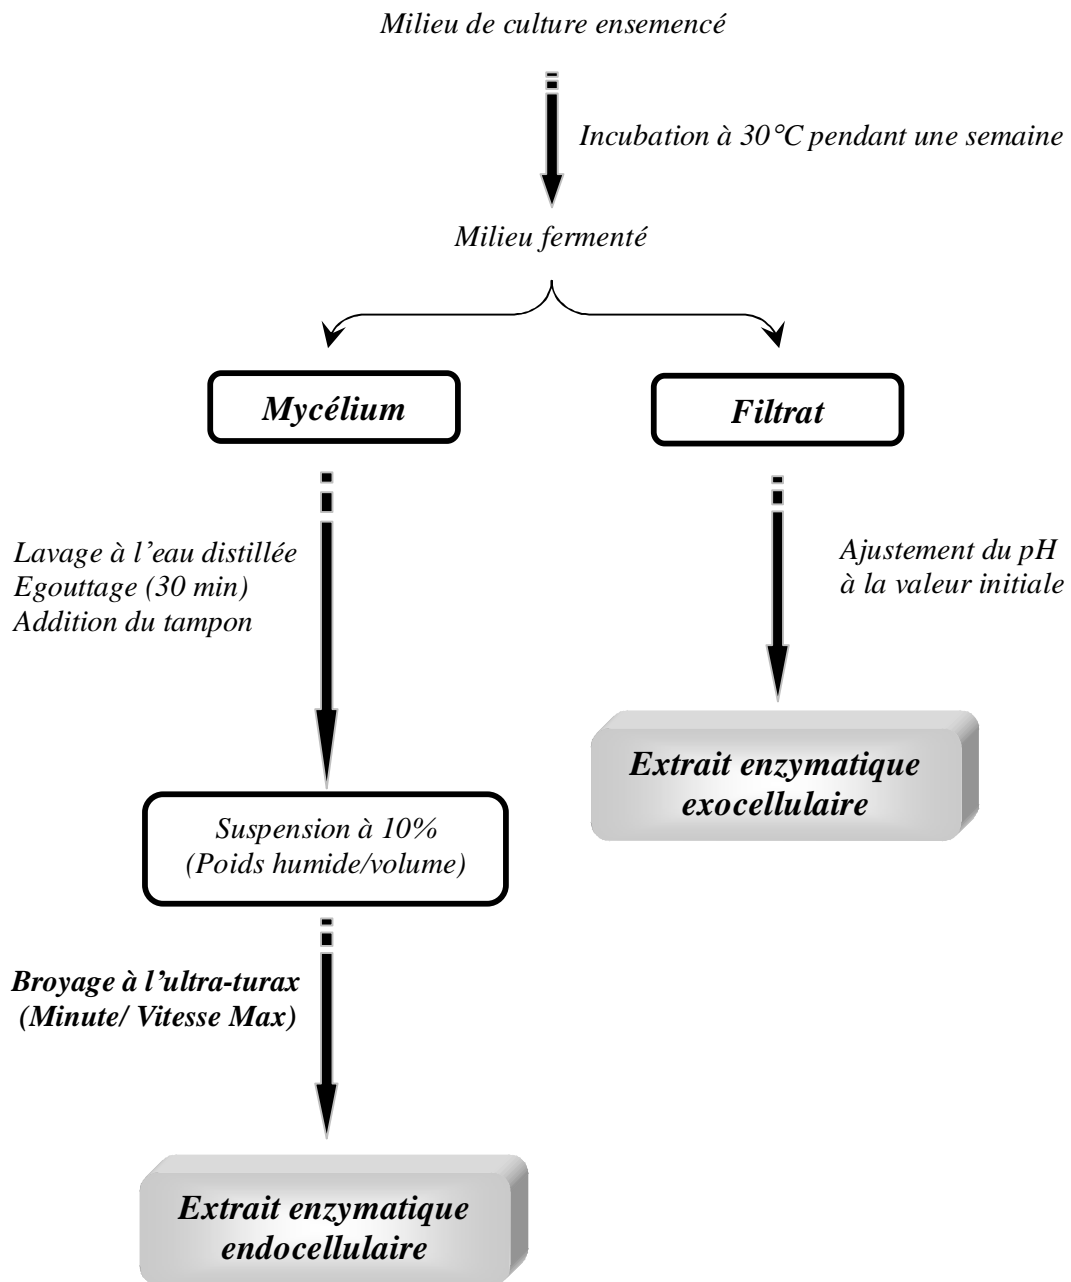 Milieu de culture ensemencé
Incubation à 30°C pendant une semaine
Milieu fermenté
Mycélium
Filtrat
Lavage à l’eau distillée
Egouttage (30 min)
Addition du tampon
Ajustement du pH
à la valeur initiale
Extrait enzymatique
exocellulaire
Suspension à 10%
(Poids humide/volume)
Broyage à l’ultra-turax
(Minute/ Vitesse Max)
Extrait enzymatique
endocellulaire